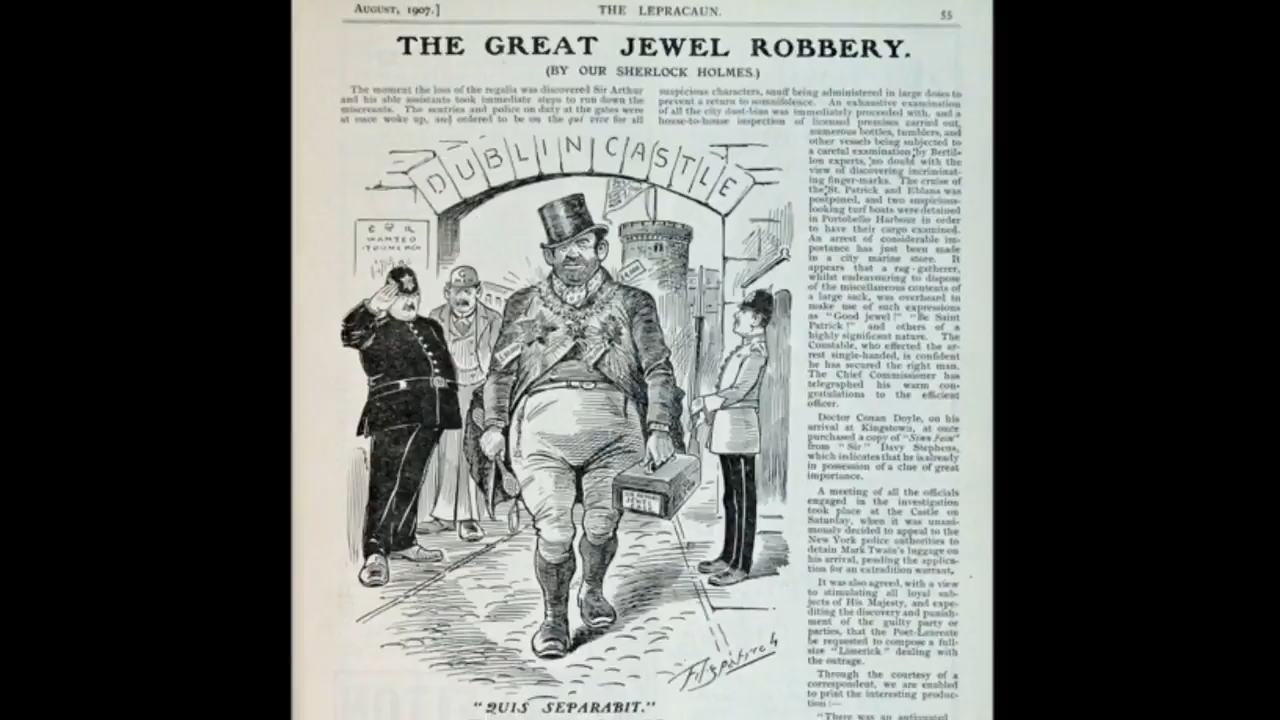 AUGUST, 1907.] THE LEPRACAUN. 55
THE GREAT JEWEL ROBBERY.
(BY OUR SHERLOCK HOLMES.)
The moment the loss of the regalia was discovered Sir Arthur
and his able assistants took immediate steps to run down the
miscreants. The sentries and police on duty at the gates were
at once woke up, and ordered to be on the qui vive for all
suspicious characters, snuff being administered in large doses to
prevent a return to somnolence. An exhaustive examination
of all the city dust-bins was immediately proceeded with, and a
house-to-house inspection of licensed premises carried out,
numerous bottles, tumblers, and
other vessels being subjected to
a careful examination by Bertil-
lon experts, no doubt with the
view of discovering incriminat-
ing finger-marks. The cruise of
the St. Patrick and Eblana was
postponed, and two suspicious-
looking turf boats were detained
in Portobello Harbour in order
to have their cargo examined.
An arrest of considerable im-
portance has just been made
in a city marine store. It
appears that a rag-gatherer,
whilst endeavouring to dispose
of the miscellaneous contents of
a large sack, was overheard to
make use of such expressions
as "Good jewel!" "Be Saint
Patrick!" and others of a
highly significant nature. The
Constable, who effected the ar-
rest single-handed, is confident
he has secured the right man.
The Chief Commissioner has
telegraphed his warm con-
gratulations to the efficient
officer.
Doctor Conan Doyle, on his
arrival at Kingstown, at once
purchased a copy of "Sinn Fein"
from "Sir" Davy Stephens,
which indicates that he is already
in possession of a clue of great
importance.
A meeting of all the officials
engaged in the investigation
took place at the Castle on
Saturday, when it was unani-
mously decided to appeal to the
New York police authorities to
detain Mark Twain's luggage on
his arrival, pending the applica-
tion for an extradition warrant.
It was also agreed, with a view
to stimulating all loyal sub-
jects of His Majesty, and expe-
diting the discovery and punish-
ment of the guilty party or
parties, that the Poet-Laureate
be requested to compose a full-
size "Limerick" dealing with
the outrage.
Through the courtesy of a
correspondent, we are enabled
to print the interesting produc-
tion:—
"There was an antiquated
DUBLIN CASTLE
WANTED
JEWEL
Fitzpatrick
"QUIS SEPARABIT."